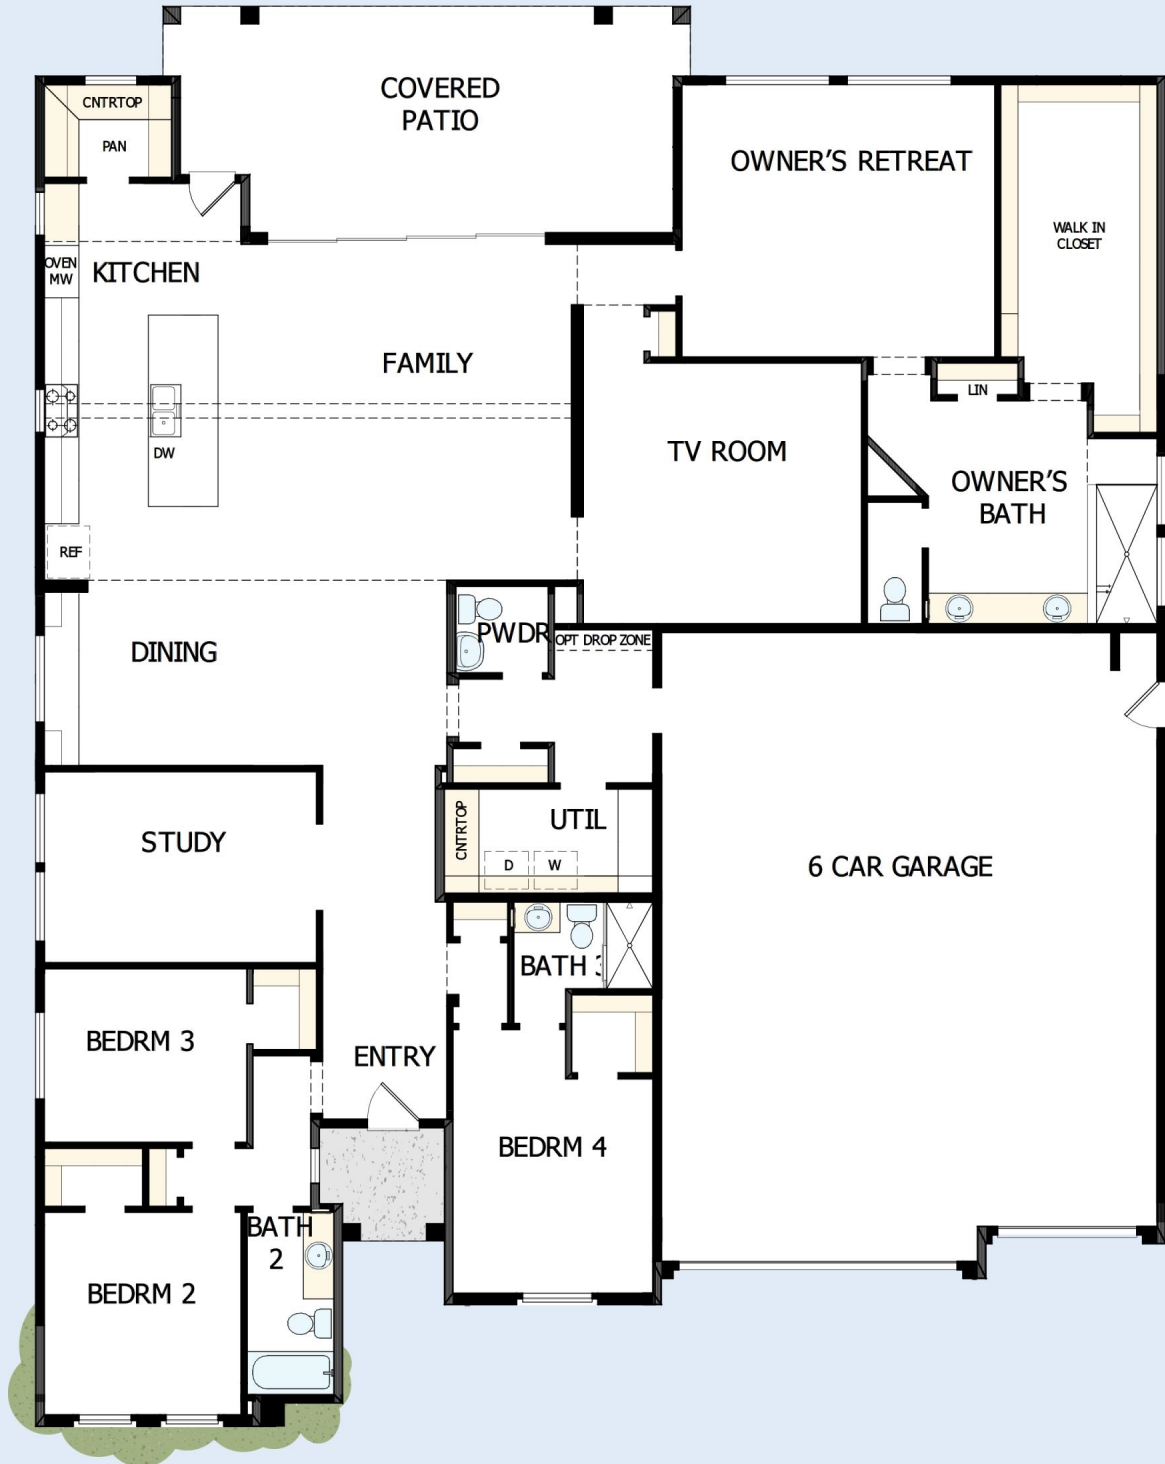 COVERED
PATIO
CNTRTOP
PAN
OWNER'S RETREAT
WALK IN
CLOSET
OVEN
MW
KITCHEN
FAMILY
LIN
TV ROOM
DW
OWNER'S
BATH
REF
PWDR
OPT DROP ZONE
DINING
CNTRTOP
UTIL
STUDY
D
W
6 CAR GARAGE
BATH
BEDRM 3
ENTRY
BEDRM 4
BATH
2
BEDRM 2